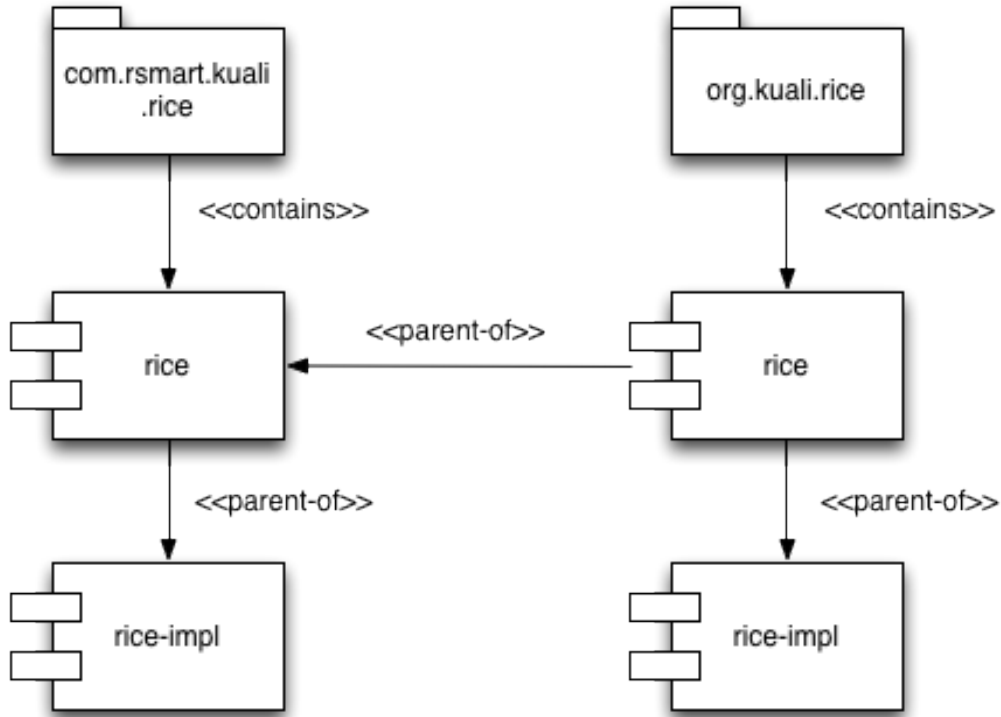 com.rsmart.kuali
.rice
org.kuali.rice
<<contains>>
<<contains>>
rice
<<parent-of>>
rice
<<parent-of>>
<<parent-of>>
rice-impl
rice-impl